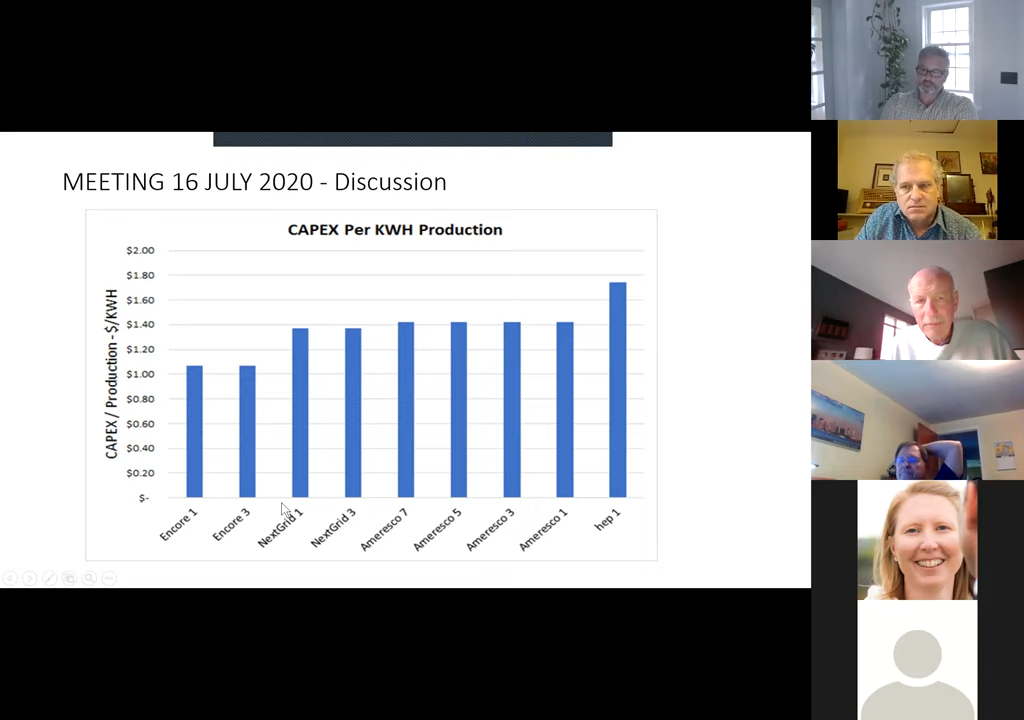 MEETING 16 JULY 2020 - Discussion
CAPEX Per KWH Production
CAPEX / Production - $/KWH
$2.00
$1.80
$1.60
$1.40
$1.20
$1.00
$0.80
$0.60
$0.40
$0.20
$-
Encore 1
Encore 3
NextGrid 1
NextGrid 3
Ameresco 7
Ameresco 5
Ameresco 3
Ameresco 1
hep 1